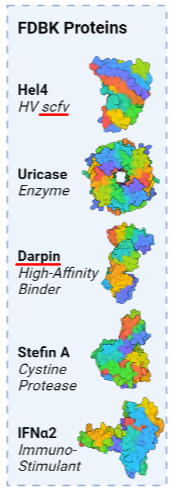 FDBK Proteins
Hel4
HV scfv
Uricase
Enzyme
Darpin
High-Affinity
Binder
Stefin A
Cystine
Protease
IFNα2
Immuno-
Stimulant